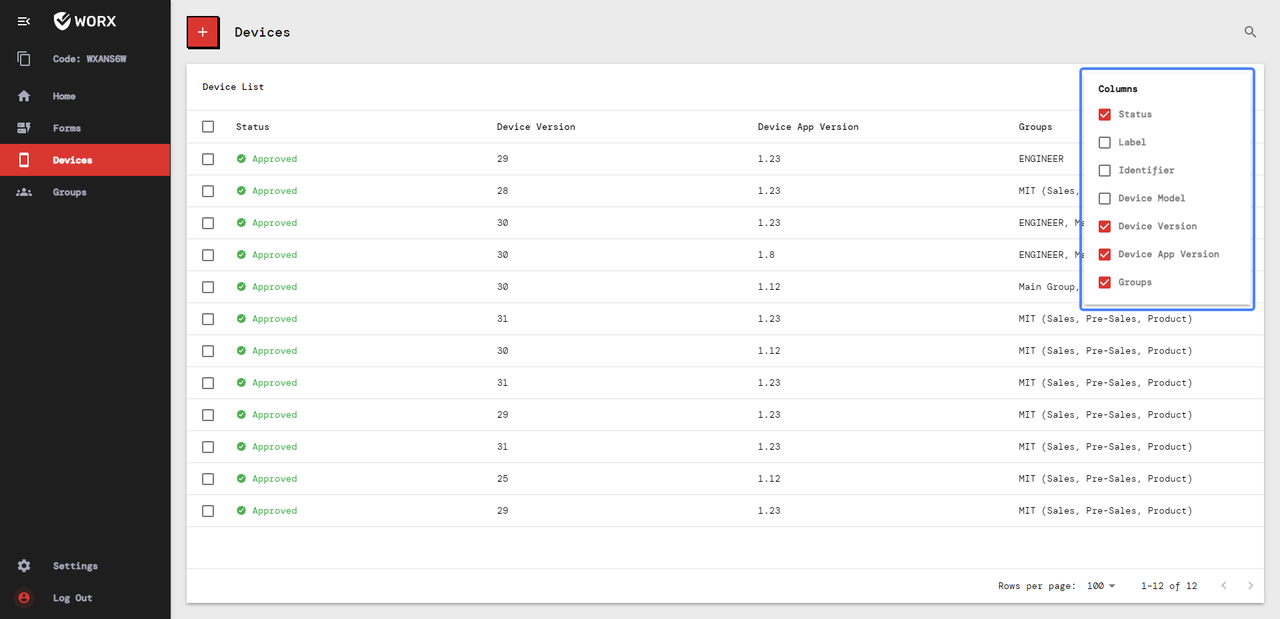 WORX
Code: WXANS6W
Home
Forms
Devices
Groups
Settings
Log Out
Devices
Device List
Status Device Version Device App Version Groups
Approved 29 1.23 ENGINEER
Approved 28 1.23 MIT (Sales,
Approved 30 1.23 ENGINEER,
Approved 30 1.8 ENGINEER,
Approved 30 1.12 Main Group,
Approved 31 1.23 MIT (Sales, Pre-Sales, Product)
Approved 30 1.12 MIT (Sales, Pre-Sales, Product)
Approved 31 1.23 MIT (Sales, Pre-Sales, Product)
Approved 29 1.23 MIT (Sales, Pre-Sales, Product)
Approved 31 1.23 MIT (Sales, Pre-Sales, Product)
Approved 25 1.12 MIT (Sales, Pre-Sales, Product)
Approved 29 1.23 MIT (Sales, Pre-Sales, Product)
Rows per page: 100 1-12 of 12
Columns
Status
Label
Identifier
Device Model
Device Version
Device App Version
Groups